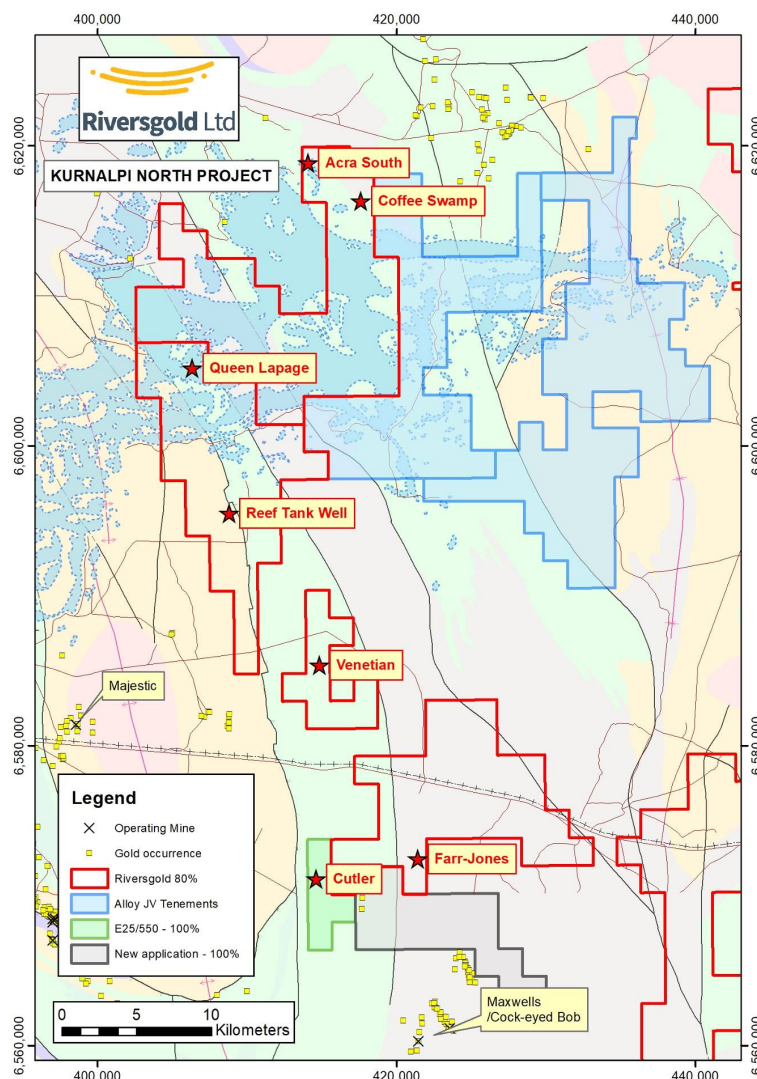 400,000
420,000
440,000
Riversgold Ltd
KURNALPI NORTH PROJECT
6,620,000
6,620,000
Acra South
Coffee Swamp
Queen Lapage
6,600,000
6,600,000
Reef Tank Well
Venetian
Majestic
6,580,000
6,580,000
Legend
Operating Mine
Gold occurrence
Riversgold 80%
Alloy JV Tenements
E25/550 - 100%
New application - 100%
Farr-Jones
Cutler
Maxwells
/Cock-eyed Bob
0
5
10
Kilometers
6,560,000
6,560,000
400,000
420,000
440,000